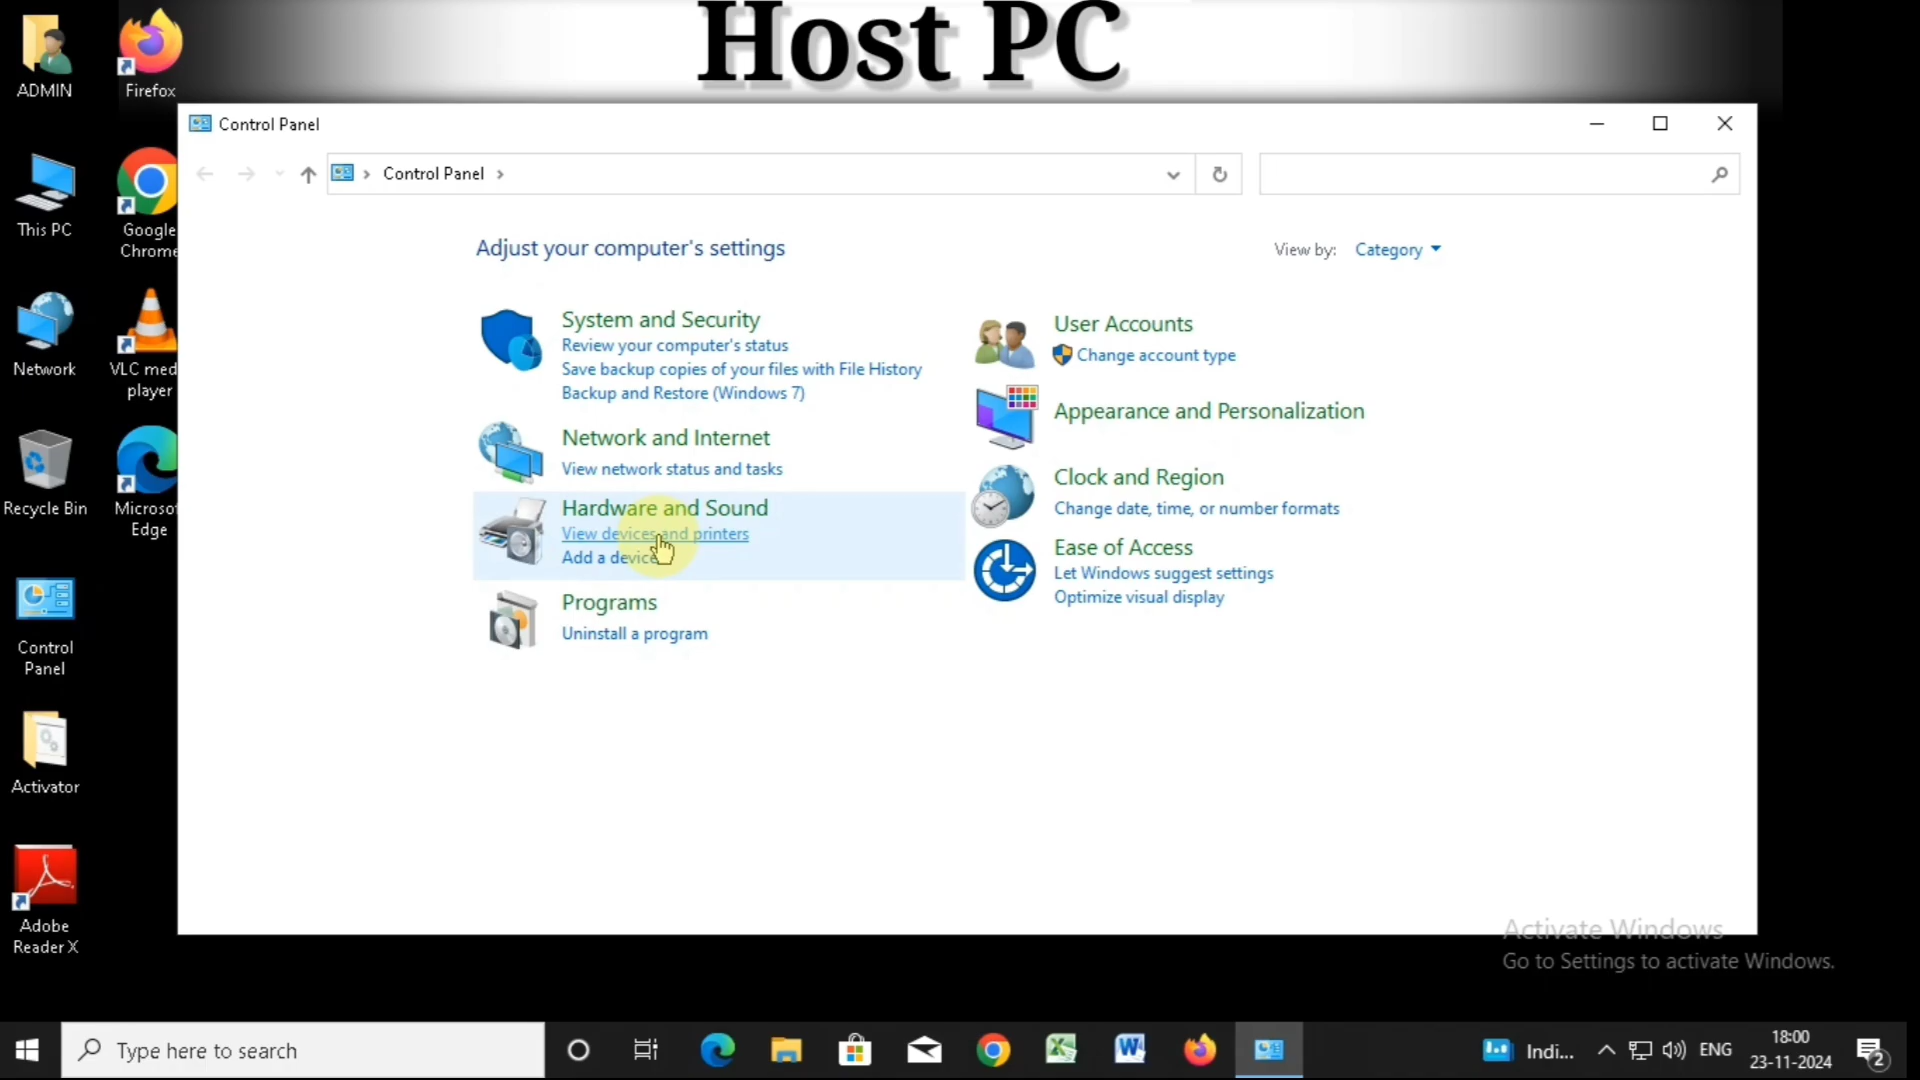 Host PC
ADMIN
Firefox
Control Panel
Control Panel
This PC
Google
Chrome
Adjust your computer's settings
View by: Category
System and Security
Review your computer's status
Save backup copies of your files with File History
Backup and Restore (Windows 7)
User Accounts
Change account type
Network
VLC med
player
Appearance and Personalization
Network and Internet
View network status and tasks
Clock and Region
Change date, time, or number formats
Recycle Bin
Microsof
Edge
Hardware and Sound
View devices and printers
Add a device
Ease of Access
Let Windows suggest settings
Optimize visual display
Programs
Uninstall a program
Control
Panel
Activator
Adobe
Reader X
Activate Windows
Go to Settings to activate Windows.
Type here to search
Indi...
ENG
18:00
23-11-2024
2